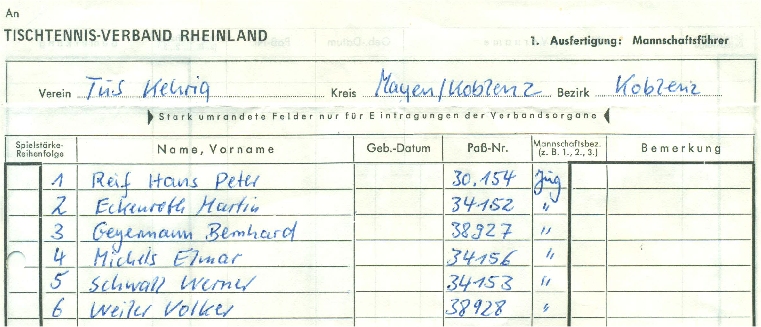 An
TISCHTENNIS-VERBAND RHEINLAND
1. Ausfertigung: Mannschaftsführer
Verein TuS Kehrig Kreis Mayen/Koblenz Bezirk Koblenz
Stark umrandete Felder nur für Eintragungen der Verbandsorgane
Spielstärke-Reihenfolge Name, Vorname Geb.-Datum Paß-Nr. Mannschaftsbez. (z. B. 1., 2., 3.) Bemerkung
1 Reif Hans Peter 30.154 Jug
2 Eckenroth Martin 34152 "
3 Geyermann Bernhard 38927 "
4 Michels Elmar 34156 "
5 Schwall Werner 34153 "
6 Weiler Volker 38928 "